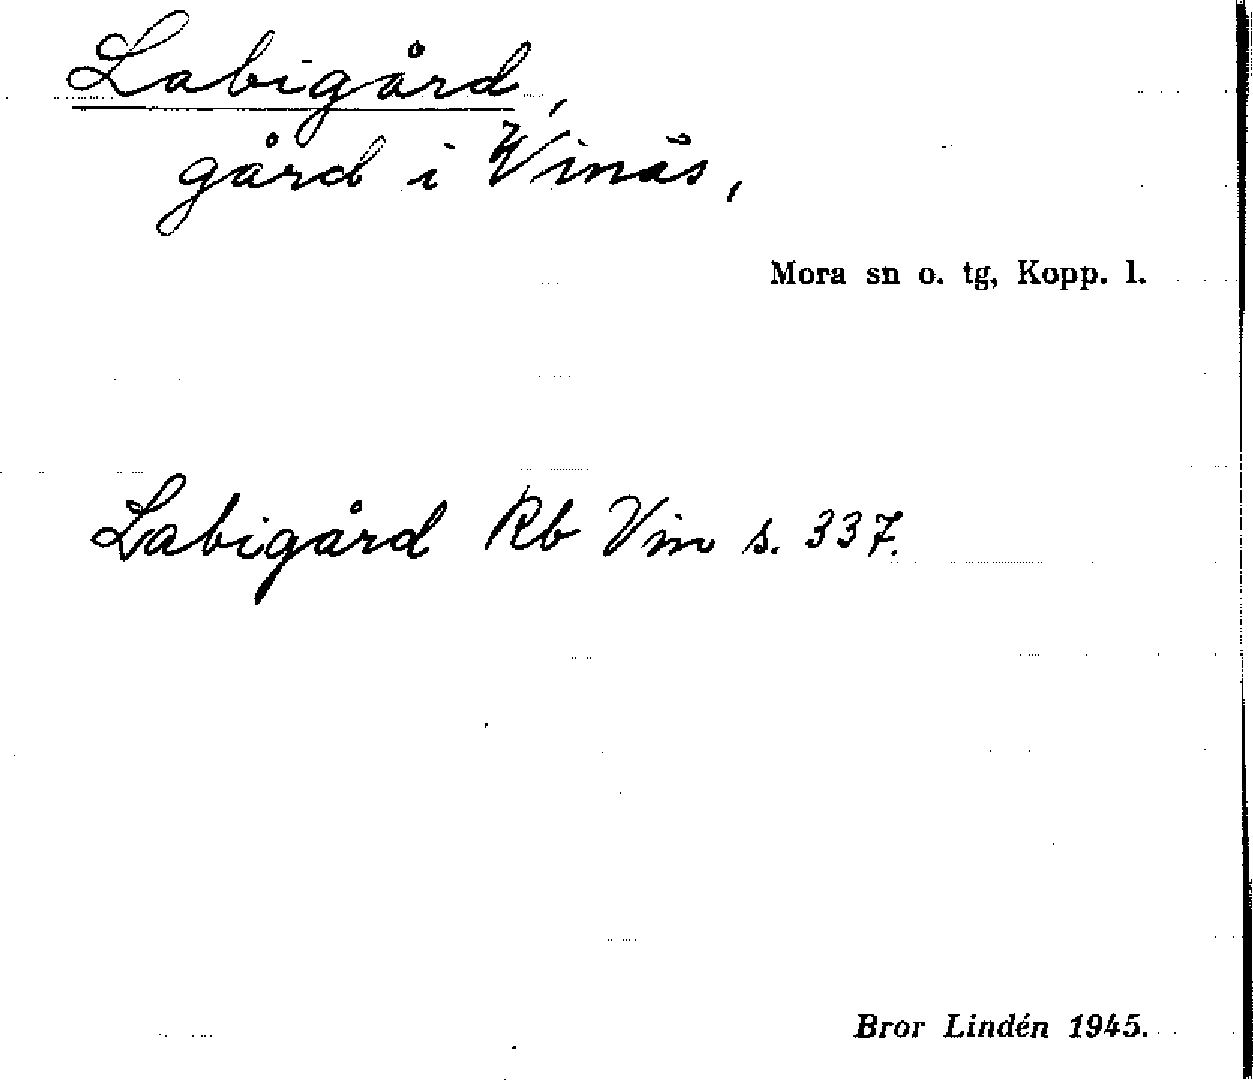 Labigård,
gård i Vinäs,
Mora sn o. tg, Kopp. l.
Labigård Rb Vin s. 337.
Bror Lindén 1945.